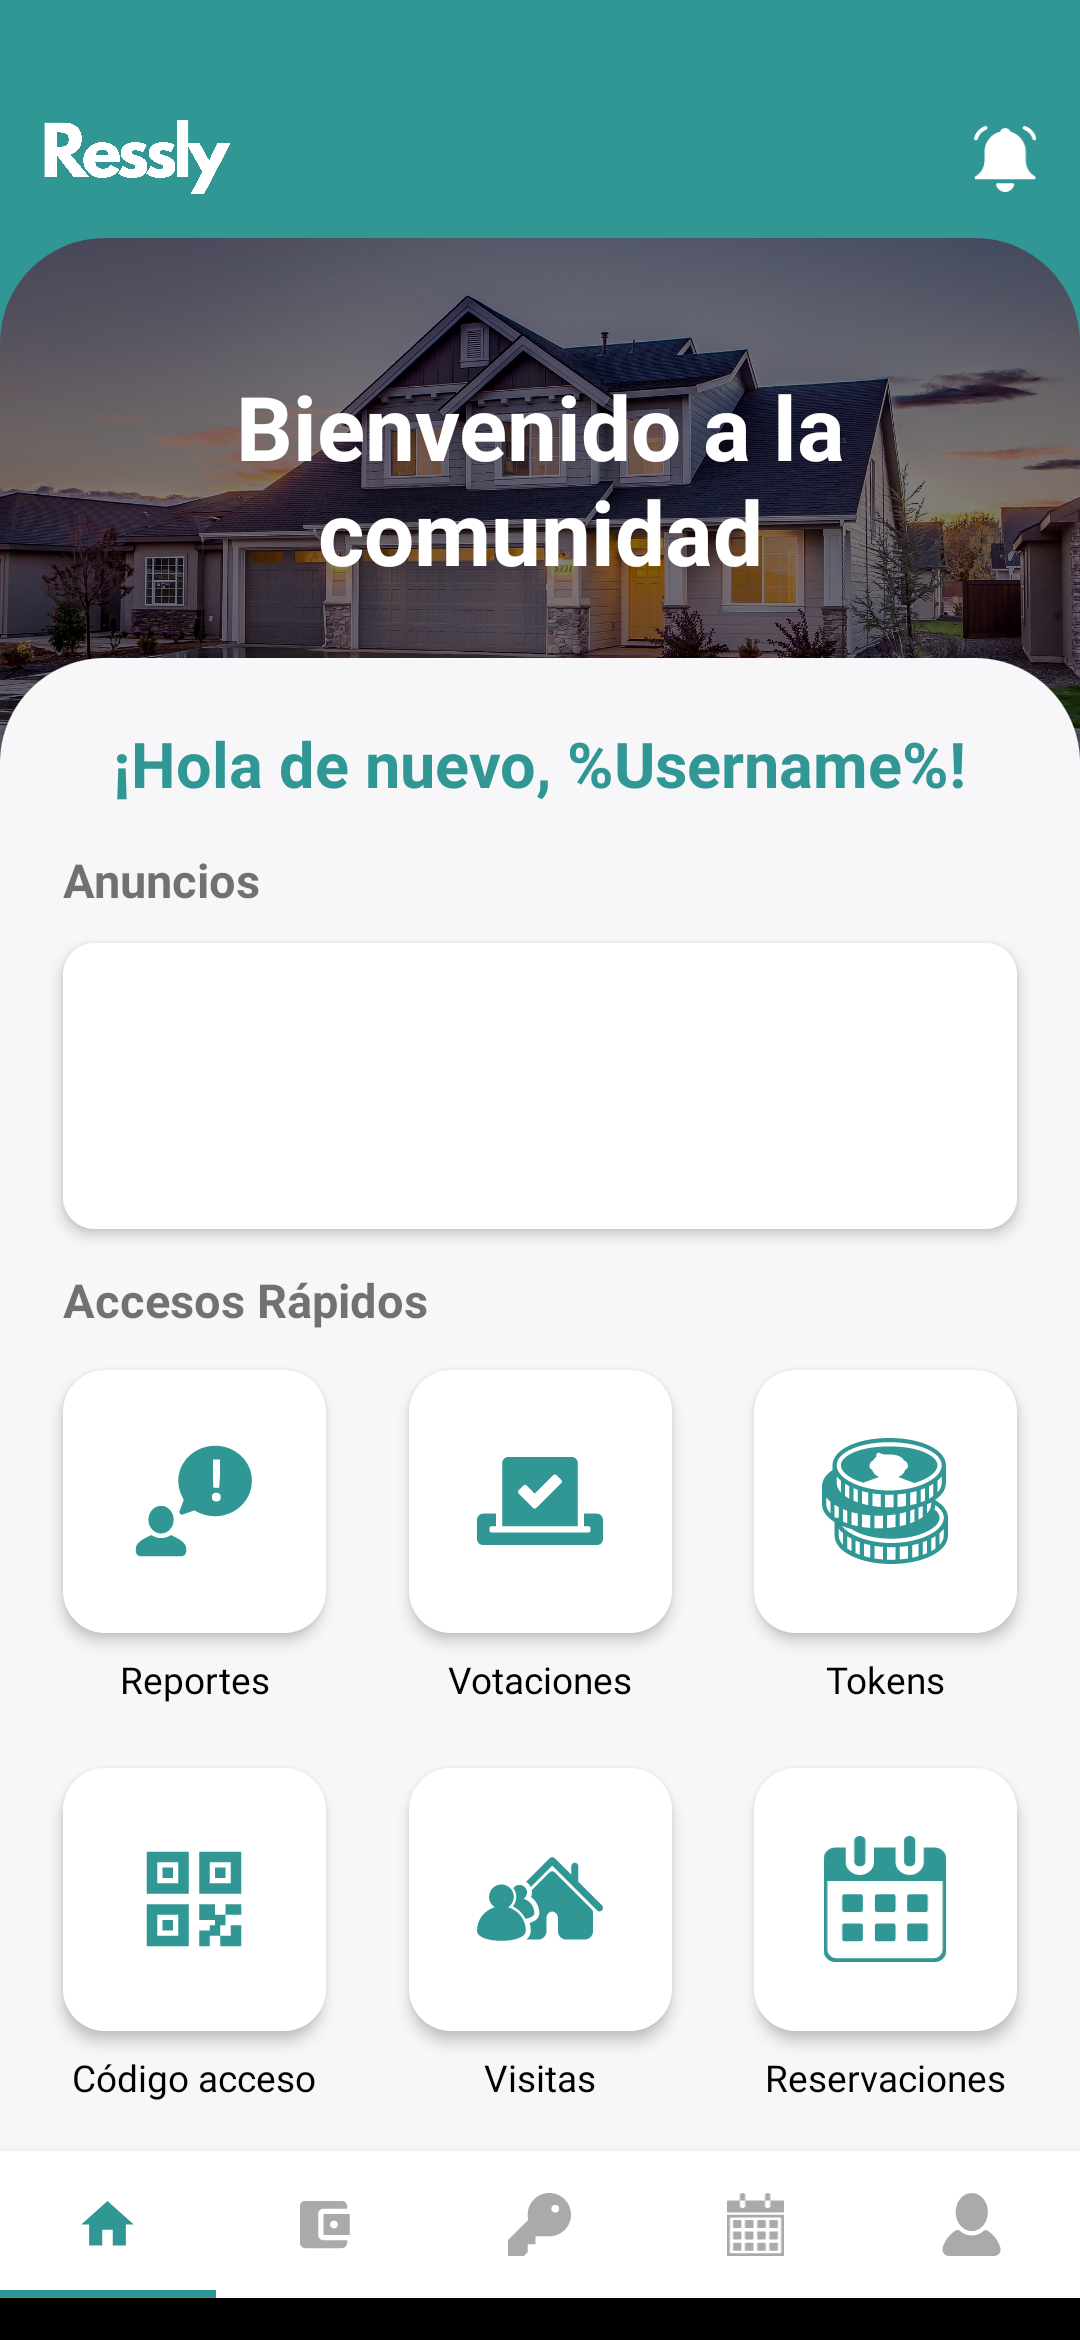 Ressly
Bienvenido a la
comunidad
¡Hola de nuevo, %Username%!
Anuncios
Accesos Rápidos
Reportes
Votaciones
Tokens
Código acceso
Visitas
Reservaciones